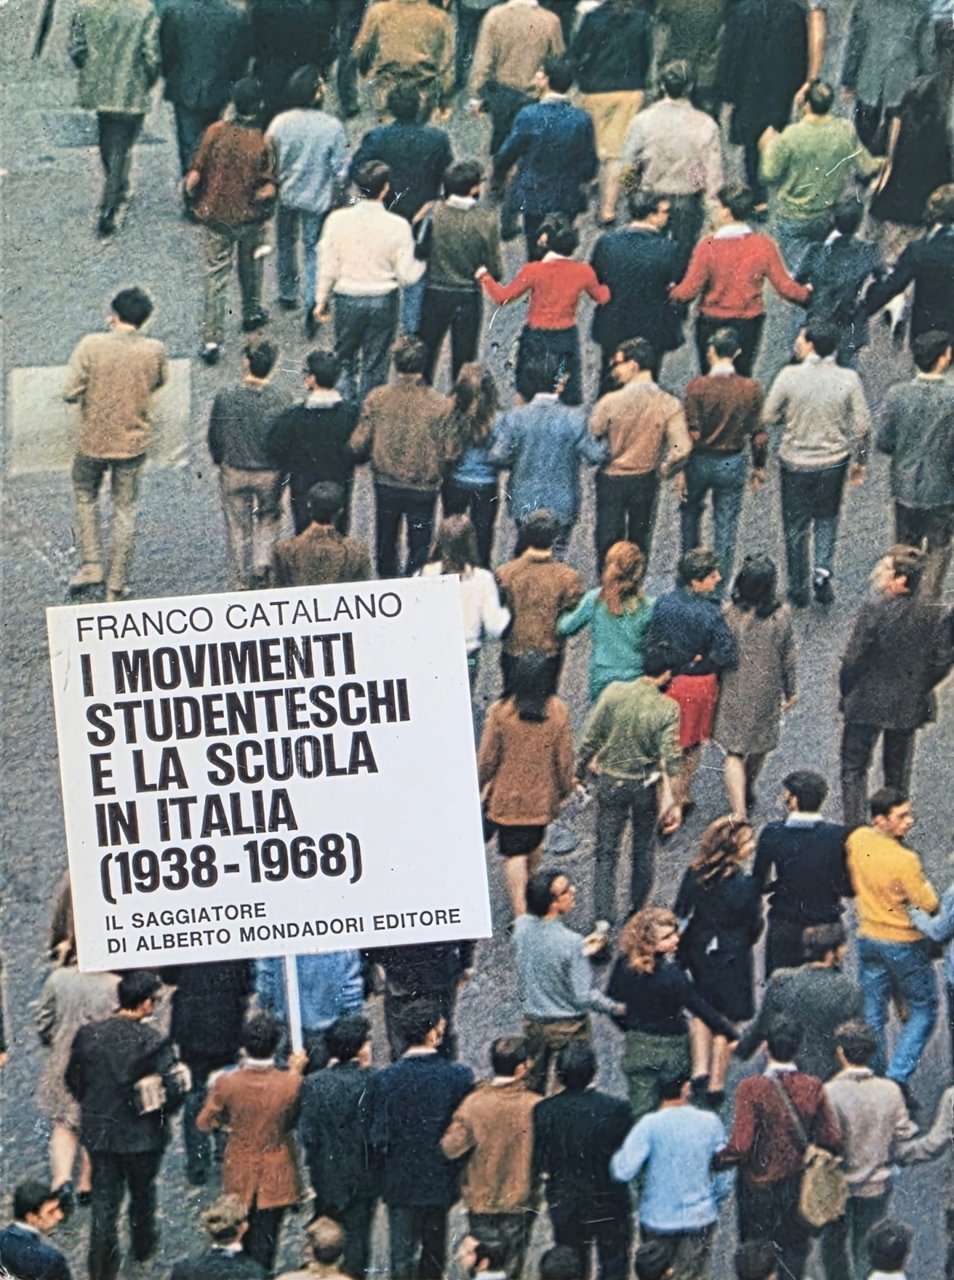 FRANCO CATALANO
I MOVIMENTI
STUDENTESCHI
E LA SCUOLA
IN ITALIA
(1938-1968)
IL SAGGIATORE
DI ALBERTO MONDADORI EDITORE